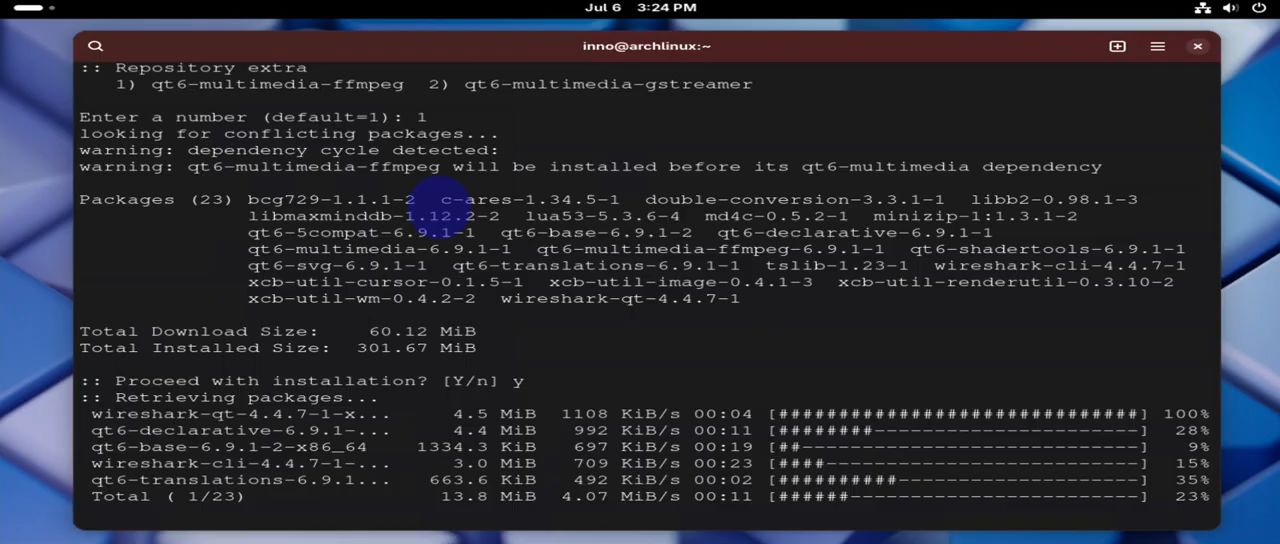 Jul 6 3:24 PM
inno@archlinux:~
:: Repository extra
1) qt6-multimedia-ffmpeg 2) qt6-multimedia-gstreamer
Enter a number (default=1): 1
looking for conflicting packages...
warning: dependency cycle detected:
warning: qt6-multimedia-ffmpeg will be installed before its qt6-multimedia dependency
Packages (23) bcg729-1.1.1-2 c-ares-1.34.5-1 double-conversion-3.3.1-1 libb2-0.98.1-3
libmaxminddb-1.12.2-2 lua53-5.3.6-4 md4c-0.5.2-1 minizip-1:1.3.1-2
qt6-5compat-6.9.1-1 qt6-base-6.9.1-2 qt6-declarative-6.9.1-1
qt6-multimedia-6.9.1-1 qt6-multimedia-ffmpeg-6.9.1-1 qt6-shadertools-6.9.1-1
qt6-svg-6.9.1-1 qt6-translations-6.9.1-1 tslib-1.23-1 wireshark-cli-4.4.7-1
xcb-util-cursor-0.1.5-1 xcb-util-image-0.4.1-3 xcb-util-renderutil-0.3.10-2
xcb-util-wm-0.4.2-2 wireshark-qt-4.4.7-1
Total Download Size: 60.12 MiB
Total Installed Size: 301.67 MiB
:: Proceed with installation? [Y/n] y
:: Retrieving packages...
wireshark-qt-4.4.7-1-x... 4.5 MiB 1108 KiB/s 00:04 [##############################] 100%
qt6-declarative-6.9.1-... 4.4 MiB 992 KiB/s 00:11 [########----------------------] 28%
qt6-base-6.9.1-2-x86_64 1334.3 KiB 697 KiB/s 00:19 [##----------------------------] 9%
wireshark-cli-4.4.7-1-... 3.0 MiB 709 KiB/s 00:23 [####--------------------------] 15%
qt6-translations-6.9.1... 663.6 KiB 492 KiB/s 00:02 [##########--------------------] 35%
Total ( 1/23) 13.8 MiB 4.07 MiB/s 00:11 [######------------------------] 23%